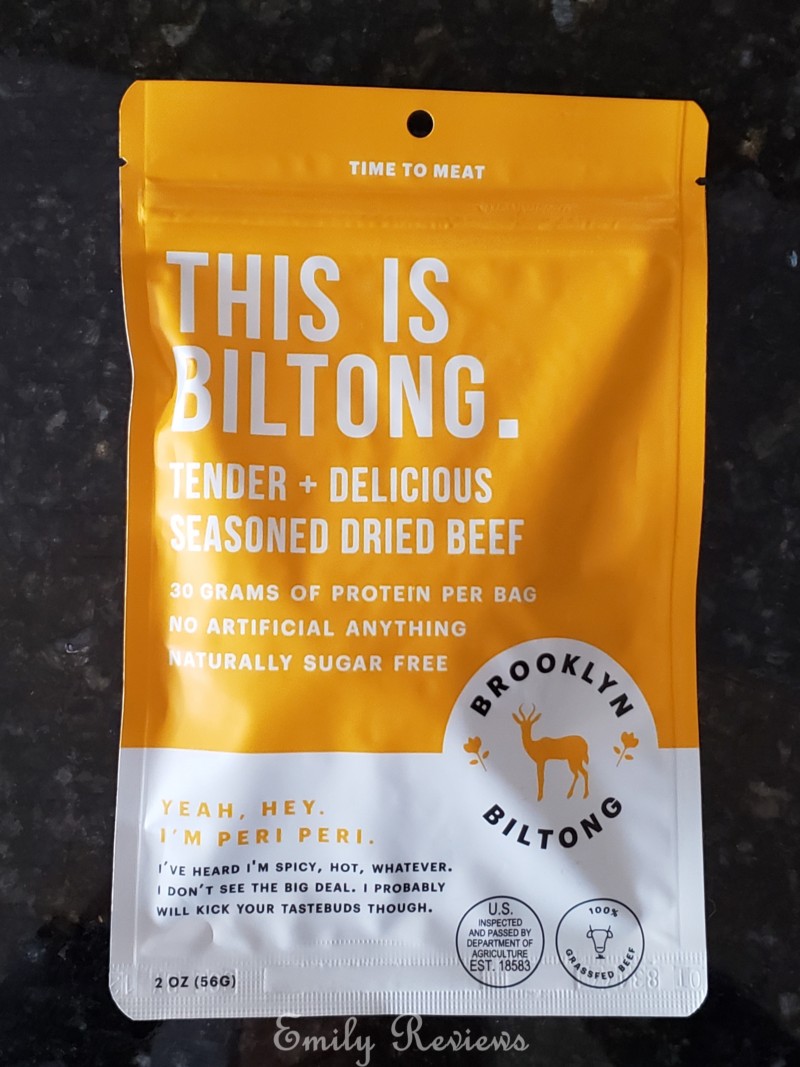 TIME TO MEAT
THIS IS
BILTONG.
TENDER + DELICIOUS
SEASONED DRIED BEEF
30 GRAMS OF PROTEIN PER BAG
NO ARTIFICIAL ANYTHING
NATURALLY SUGAR FREE
BROOKLYN
BILTONG
YEAH, HEY.
I'M PERI PERI.
I'VE HEARD I'M SPICY, HOT, WHATEVER.
I DON'T SEE THE BIG DEAL. I PROBABLY
WILL KICK YOUR TASTEBUDS THOUGH.
U.S.
INSPECTED
AND PASSED BY
DEPARTMENT OF
AGRICULTURE
EST. 18583
100%
GRASSFED BEEF
2 OZ (56G)
Emily Reviews